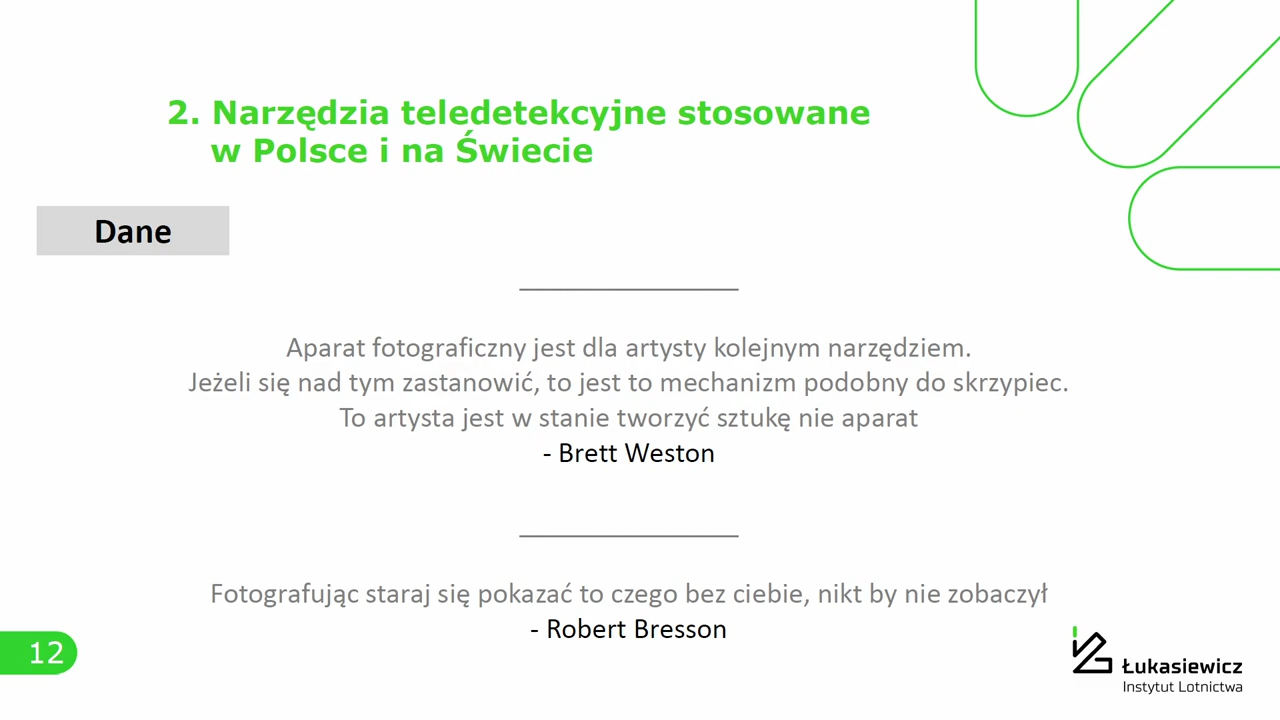 2. Narzędzia teledetekcyjne stosowane
w Polsce i na Świecie
Dane
Aparat fotograficzny jest dla artysty kolejnym narzędziem.
Jeżeli się nad tym zastanowić, to jest to mechanizm podobny do skrzypiec.
To artysta jest w stanie tworzyć sztukę nie aparat
- Brett Weston
Fotografując staraj się pokazać to czego bez ciebie, nikt by nie zobaczył
- Robert Bresson
12
Łukasiewicz
Instytut Lotnictwa